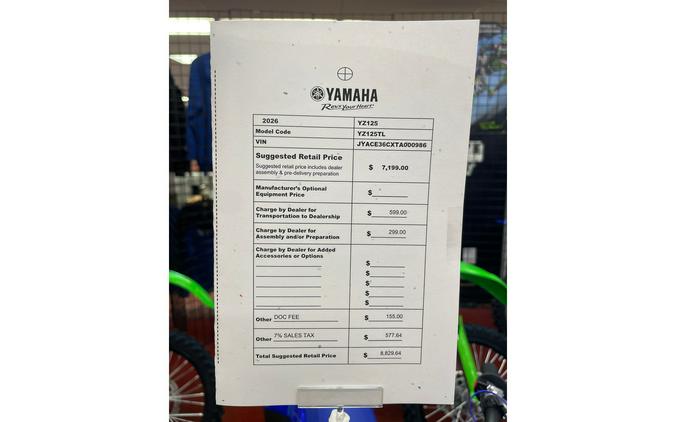 YAMAHA
Revs Your Heart
2026 YZ125
Model Code YZ125TL
VIN JYACE36CXTA000986
Suggested Retail Price $ 7,199.00
Suggested retail price includes dealer
assembly & pre-delivery preparation
Manufacturer's Optional
Equipment Price $
Charge by Dealer for
Transportation to Dealership $ 599.00
Charge by Dealer for
Assembly and/or Preparation $ 299.00
Charge by Dealer for Added
Accessories or Options
$
$
$
$
$
Other DOC FEE $ 155.00
Other 7% SALES TAX $ 577.64
Total Suggested Retail Price $ 8,829.64